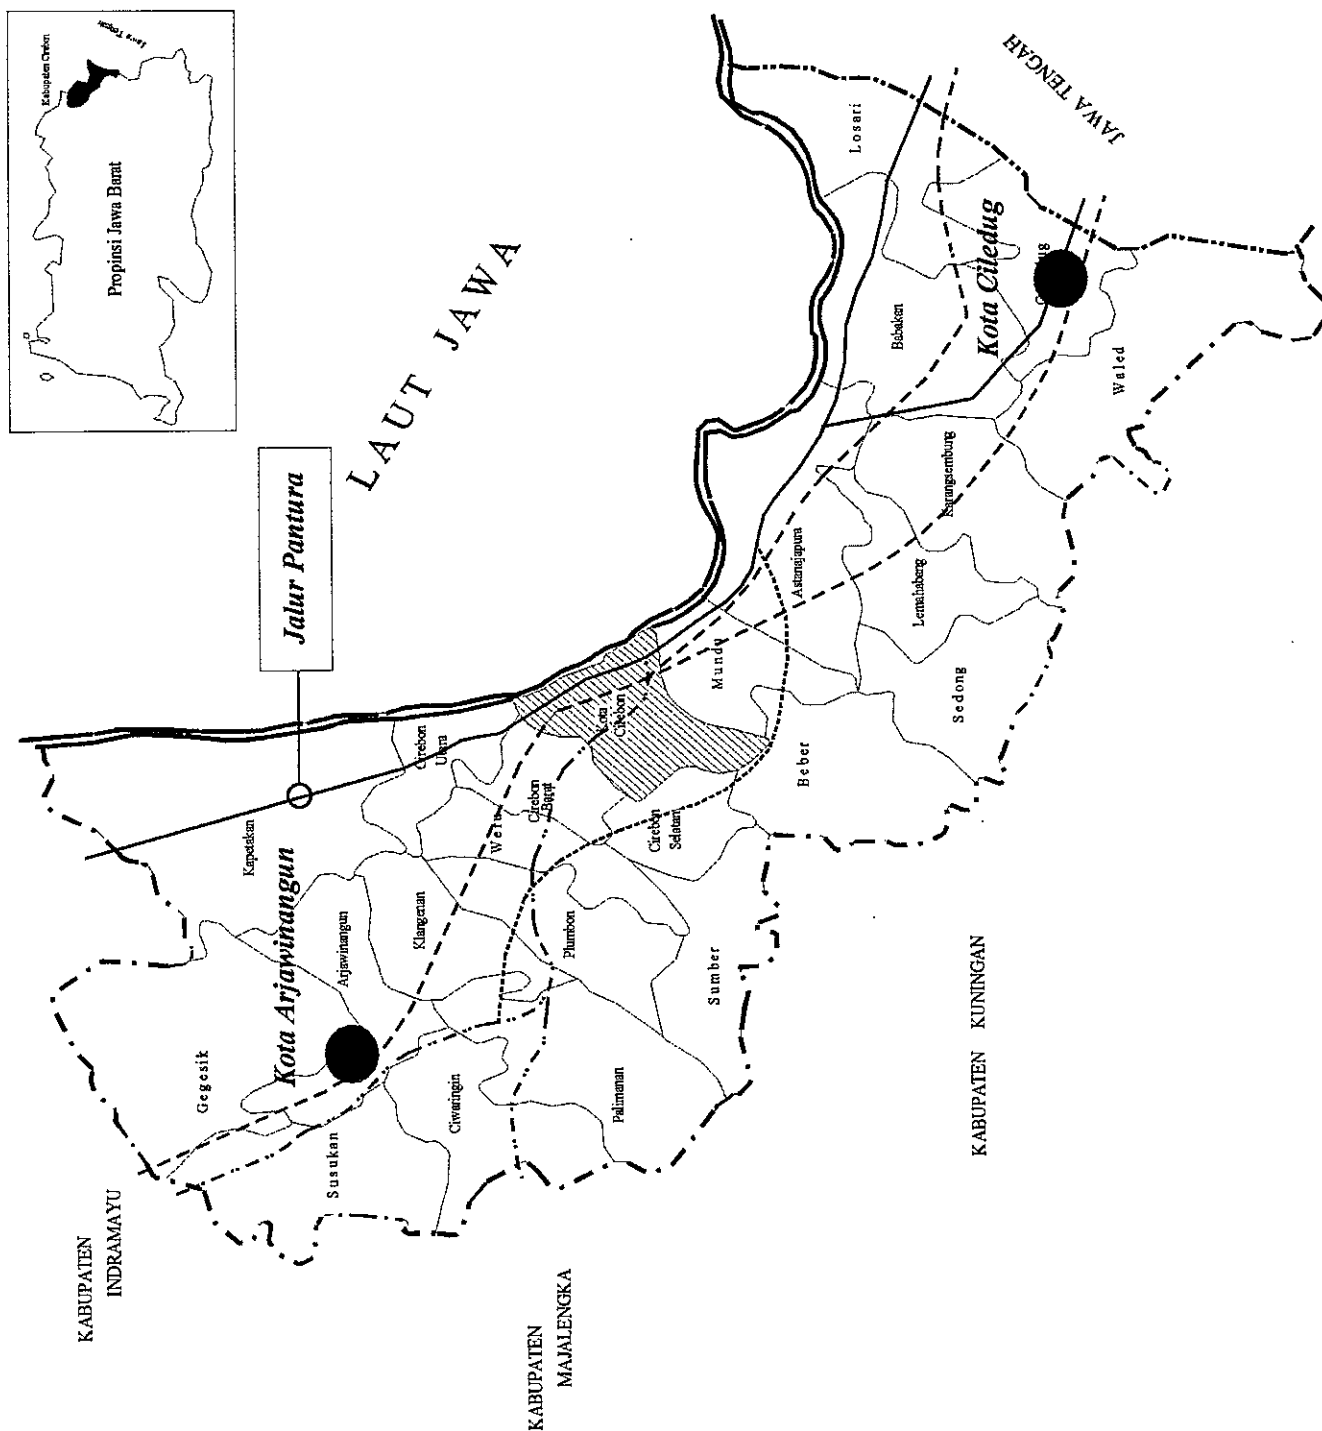 Kabupaten Cirebon
Jawa Tengah
Propinsi Jawa Barat
Jalur Pantura
LAUT JAWA
JAWA TENGAH
Losari
Kota Ciledug
Babakan
Waled
Karangsembung
Astanajapura
Lemahabang
Mundu
Sedong
Beber
Kota
Cirebon
Cirebon
Utara
Cirebon
Barat
Cirebon
Selatan
Weru
Kapetakan
Kota Arjawinangun
Arjawinangun
Klangenan
Plumbon
Sumber
Gegesik
Susukan
Ciwaringin
Palimanan
KABUPATEN
INDRAMAYU
KABUPATEN
MAJALENGKA
KABUPATEN KUNINGAN